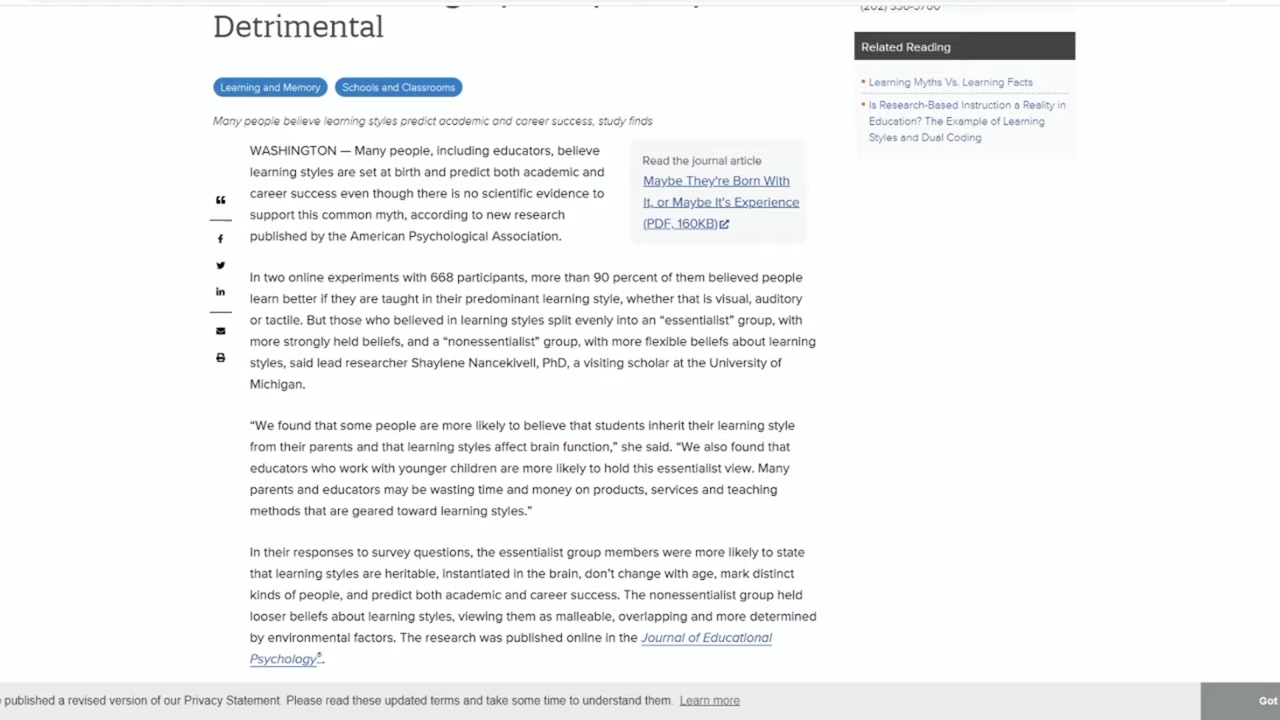 Detrimental
(202) 336-5700
Related Reading
Learning and Memory
Schools and Classrooms
Learning Myths Vs. Learning Facts
Is Research-Based Instruction a Reality in
Education? The Example of Learning
Styles and Dual Coding
Many people believe learning styles predict academic and career success, study finds
WASHINGTON — Many people, including educators, believe
learning styles are set at birth and predict both academic and
career success even though there is no scientific evidence to
support this common myth, according to new research
published by the American Psychological Association.
Read the journal article
Maybe They're Born With
It, or Maybe It's Experience
(PDF, 160KB)
In two online experiments with 668 participants, more than 90 percent of them believed people
learn better if they are taught in their predominant learning style, whether that is visual, auditory
or tactile. But those who believed in learning styles split evenly into an “essentialist” group, with
more strongly held beliefs, and a “nonessentialist” group, with more flexible beliefs about learning
styles, said lead researcher Shaylene Nancekivell, PhD, a visiting scholar at the University of
Michigan.
“We found that some people are more likely to believe that students inherit their learning style
from their parents and that learning styles affect brain function,” she said. “We also found that
educators who work with younger children are more likely to hold this essentialist view. Many
parents and educators may be wasting time and money on products, services and teaching
methods that are geared toward learning styles.”
In their responses to survey questions, the essentialist group members were more likely to state
that learning styles are heritable, instantiated in the brain, don’t change with age, mark distinct
kinds of people, and predict both academic and career success. The nonessentialist group held
looser beliefs about learning styles, viewing them as malleable, overlapping and more determined
by environmental factors. The research was published online in the Journal of Educational
Psychology®.
published a revised version of our Privacy Statement. Please read these updated terms and take some time to understand them. Learn more
Got